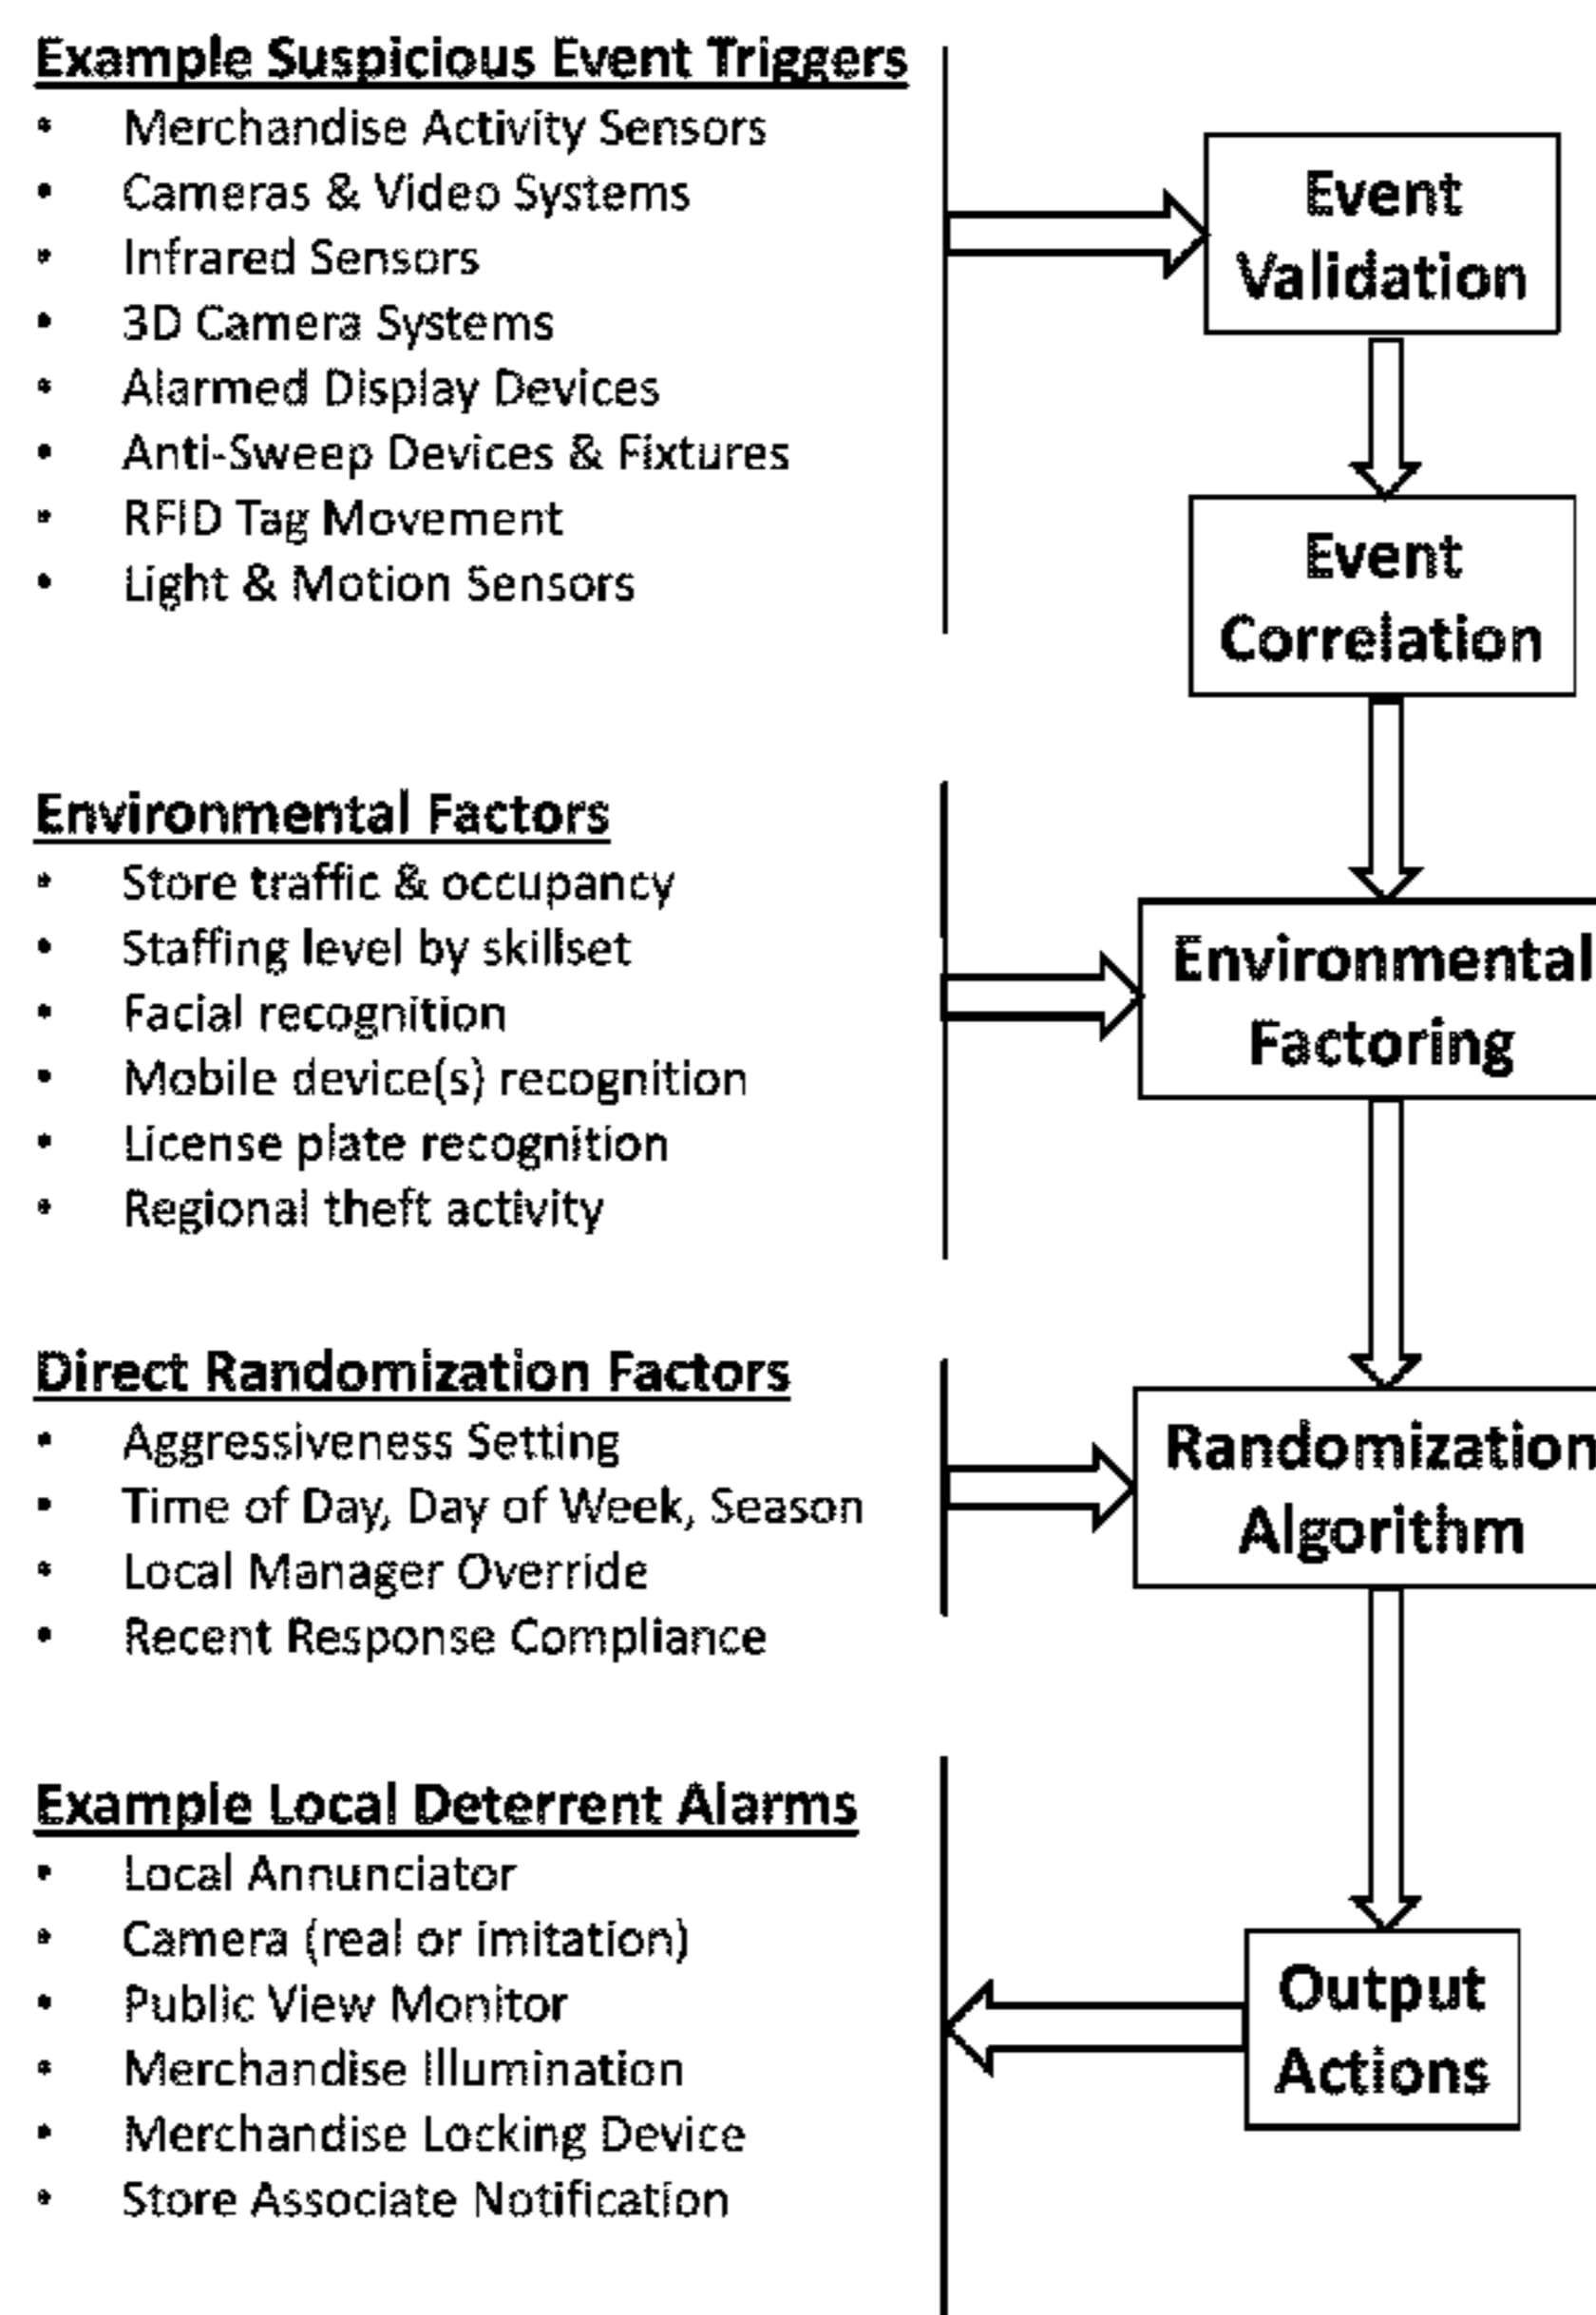 Example Suspicious Event Triggers
• Merchandise Activity Sensors
• Cameras & Video Systems
• Infrared Sensors
• 3D Camera Systems
• Alarmed Display Devices
• Anti-Sweep Devices & Fixtures
• RFID Tag Movement
• Light & Motion Sensors
Event
Validation
Event
Correlation
Environmental Factors
• Store traffic & occupancy
• Staffing level by skillset
• Facial recognition
• Mobile device(s) recognition
• License plate recognition
• Regional theft activity
Environmental
Factoring
Direct Randomization Factors
• Aggressiveness Setting
• Time of Day, Day of Week, Season
• Local Manager Override
• Recent Response Compliance
Randomization
Algorithm
Example Local Deterrent Alarms
• Local Annunciator
• Camera (real or imitation)
• Public View Monitor
• Merchandise Illumination
• Merchandise Locking Device
• Store Associate Notification
Output
Actions